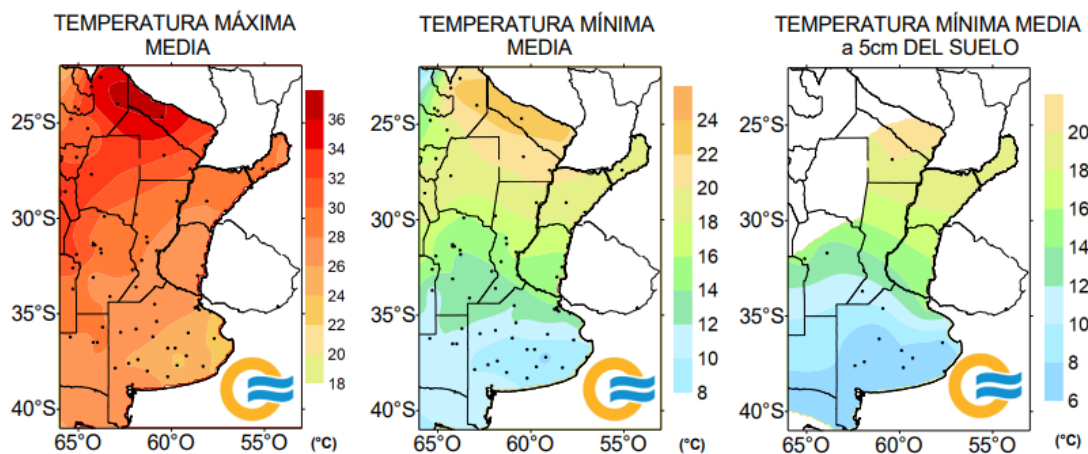 TEMPERATURA MÁXIMA
MEDIA
25°S
30°S
35°S
40°S
65°O
60°O
55°O
36
34
32
30
28
26
24
22
20
18
(°C)
TEMPERATURA MÍNIMA
MEDIA
25°S
30°S
35°S
40°S
65°O
60°O
55°O
24
22
20
18
16
14
12
10
8
(°C)
TEMPERATURA MÍNIMA MEDIA
a 5cm DEL SUELO
25°S
30°S
35°S
40°S
65°O
60°O
55°O
20
18
16
14
12
10
8
6
(°C)